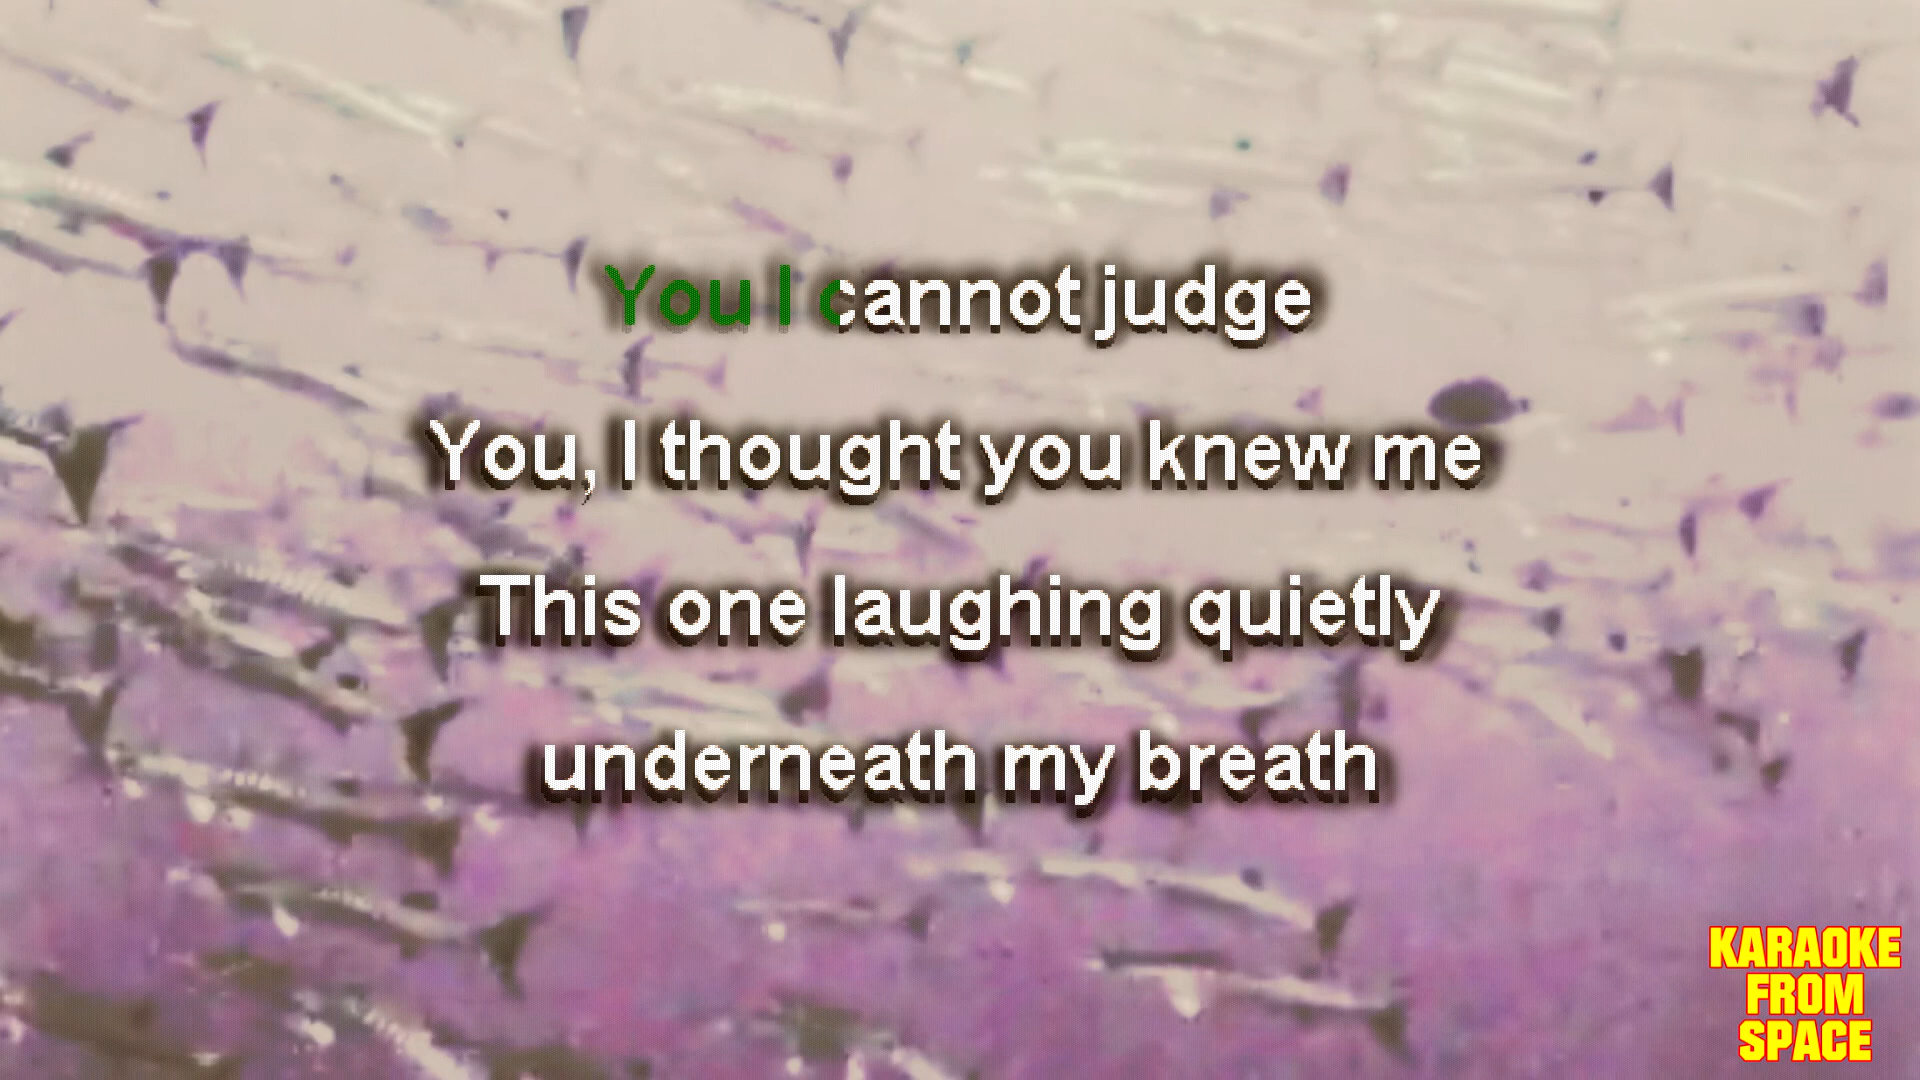 You I cannot judge
You, I thought you knew me
This one laughing quietly
underneath my breath
KARAOKE
FROM
SPACE